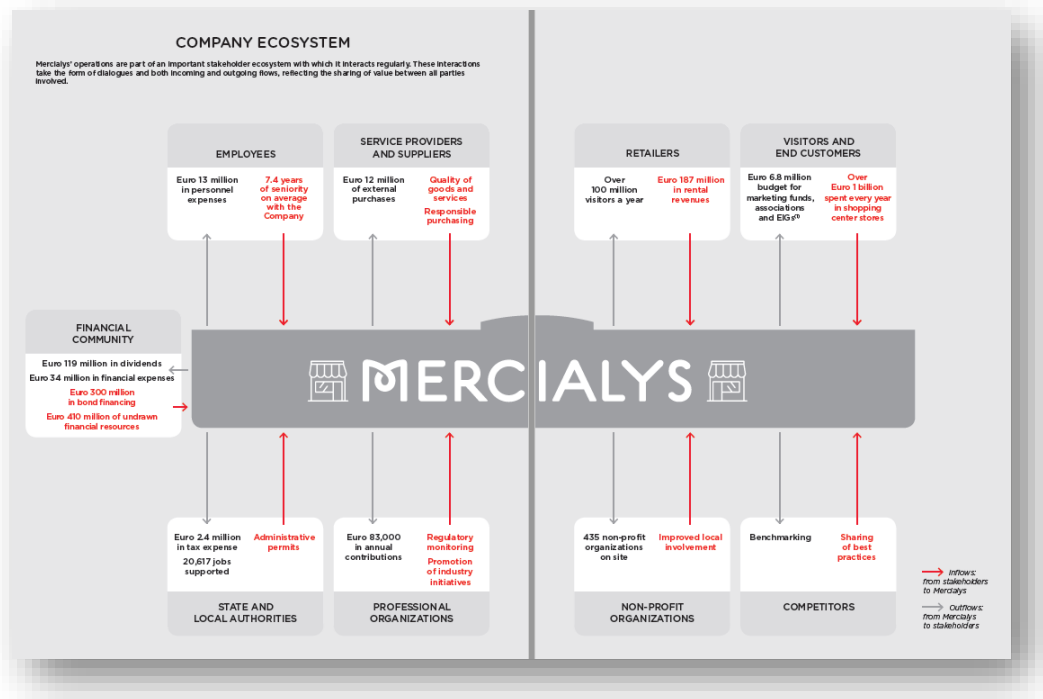 COMPANY ECOSYSTEM
Mercialys' operations are part of an important stakeholder ecosystem with which it interacts regularly. These interactions
take the form of dialogues and both incoming and outgoing flows, reflecting the sharing of value between all parties
involved.
EMPLOYEES
Euro 13 million
in personnel
expenses
7.4 years
of seniority
on average
with the
Company
SERVICE PROVIDERS
AND SUPPLIERS
Euro 12 million
of external
purchases
Quality of
goods and
services
Responsible
purchasing
RETAILERS
Over
100 million
visitors a year
Euro 187 million
in rental
revenues
VISITORS AND
END CUSTOMERS
Euro 6.8 million
budget for
marketing funds,
associations
and EIGs(1)
Over
Euro 1 billion
spent every year
in shopping
center stores
FINANCIAL
COMMUNITY
Euro 119 million in dividends
Euro 34 million in financial expenses
Euro 300 million
in bond financing
Euro 410 million of undrawn
financial resources
MERCIALYS
Euro 2.4 million
in tax expense
20,617 jobs
supported
Administrative
permits
STATE AND
LOCAL AUTHORITIES
Euro 83,000
in annual
contributions
Regulatory
monitoring
Promotion
of industry
initiatives
PROFESSIONAL
ORGANIZATIONS
435 non-profit
organizations
on site
Improved local
involvement
NON-PROFIT
ORGANIZATIONS
Benchmarking
Sharing
of best
practices
COMPETITORS
Inflows:
from stakeholders
to Mercialys
Outflows:
from Mercialys
to stakeholders